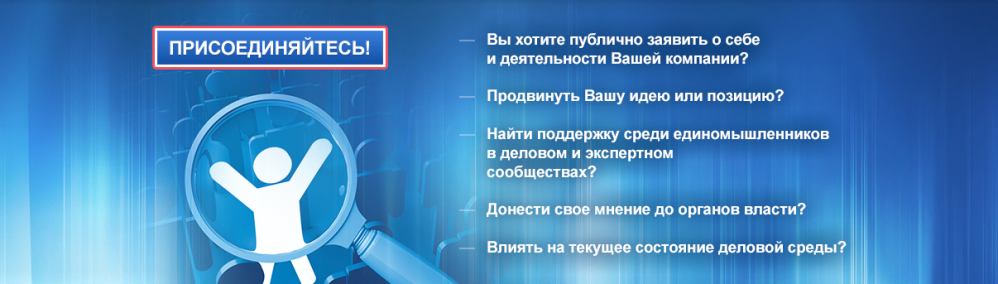 ПРИСОЕДИНЯЙТЕСЬ!
— Вы хотите публично заявить о себе
и деятельности Вашей компании?
— Продвинуть Вашу идею или позицию?
— Найти поддержку среди единомышленников
в деловом и экспертном
сообществах?
— Донести свое мнение до органов власти?
— Влиять на текущее состояние деловой среды?